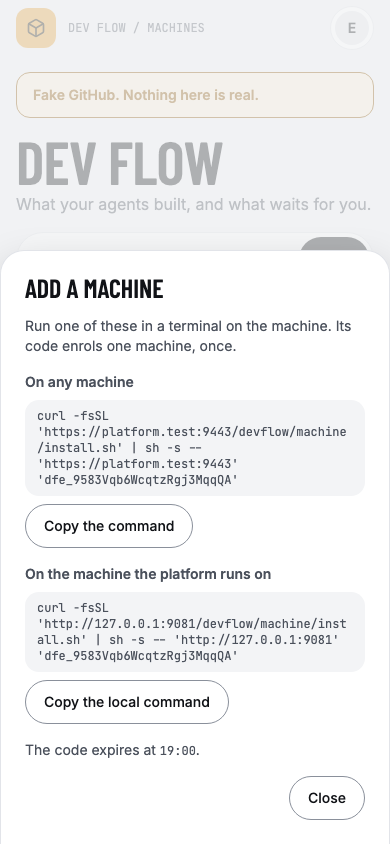 DEV FLOW / MACHINES
E
Fake GitHub. Nothing here is real.
DEV FLOW
What your agents built, and what waits for you.
ADD A MACHINE
Run one of these in a terminal on the machine. Its
code enrols one machine, once.
On any machine
curl -fsSL
'https://platform.test:9443/devflow/machine
/install.sh' | sh -s --
'https://platform.test:9443'
'dfe_9583Vqb6WcqtzRgj3MqqQA'
Copy the command
On the machine the platform runs on
curl -fsSL
'http://127.0.0.1:9081/devflow/machine/inst
all.sh' | sh -s -- 'http://127.0.0.1:9081'
'dfe_9583Vqb6WcqtzRgj3MqqQA'
Copy the local command
The code expires at 19:00.
Close